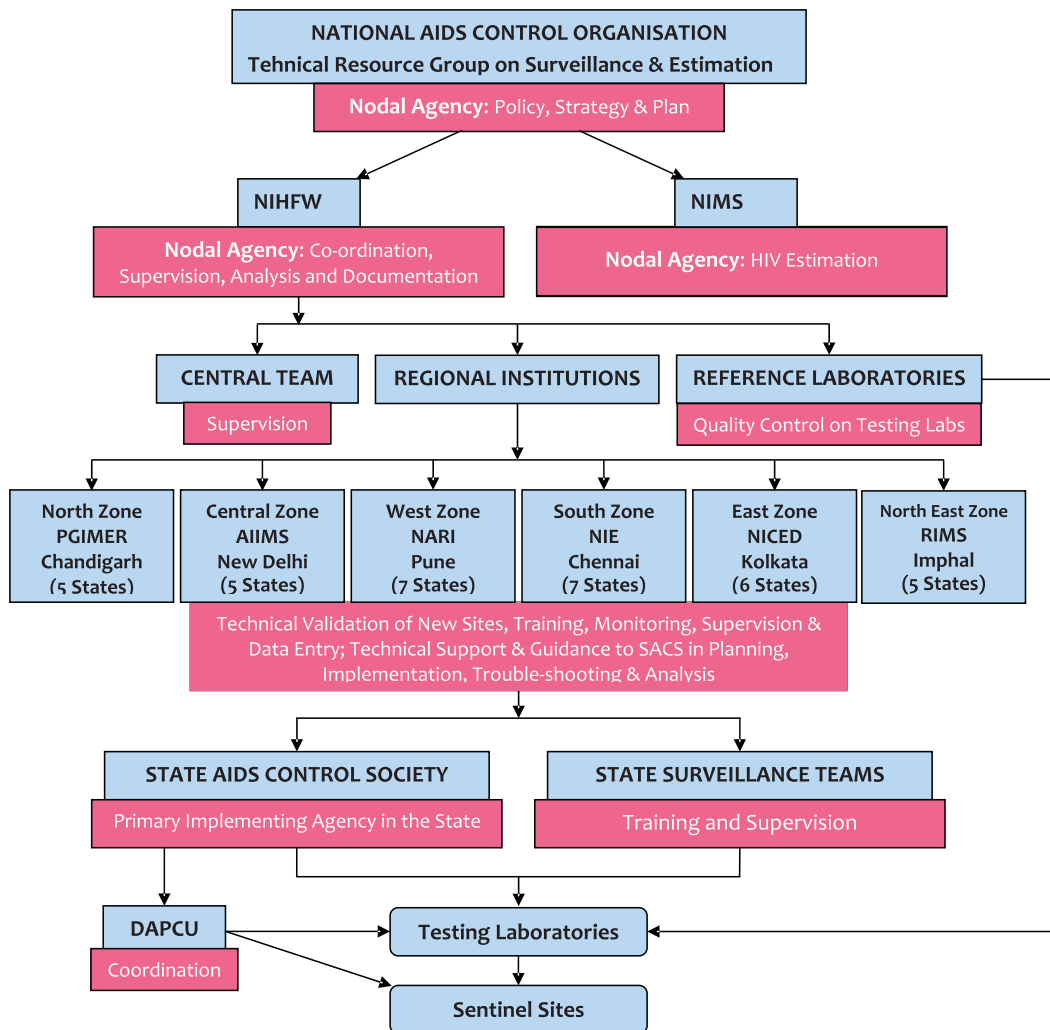 NATIONAL AIDS CONTROL ORGANISATION
Tehnical Resource Group on Surveillance & Estimation
Nodal Agency: Policy, Strategy & Plan
NIHFW
NIMS
Nodal Agency: Co-ordination,
Supervision, Analysis and Documentation
Nodal Agency: HIV Estimation
CENTRAL TEAM
Supervision
REGIONAL INSTITUTIONS
REFERENCE LABORATORIES
Quality Control on Testing Labs
North Zone
PGIMER
Chandigarh
(5 States)
Central Zone
AIIMS
New Delhi
(5 States)
West Zone
NARI
Pune
(7 States)
South Zone
NIE
Chennai
(7 States)
East Zone
NICED
Kolkata
(6 States)
North East Zone
RIMS
Imphal
(5 States)
Technical Validation of New Sites, Training, Monitoring, Supervision &
Data Entry; Technical Support & Guidance to SACS in Planning,
Implementation, Trouble-shooting & Analysis
STATE AIDS CONTROL SOCIETY
Primary Implementing Agency in the State
STATE SURVEILLANCE TEAMS
Training and Supervision
DAPCU
Coordination
Testing Laboratories
Sentinel Sites